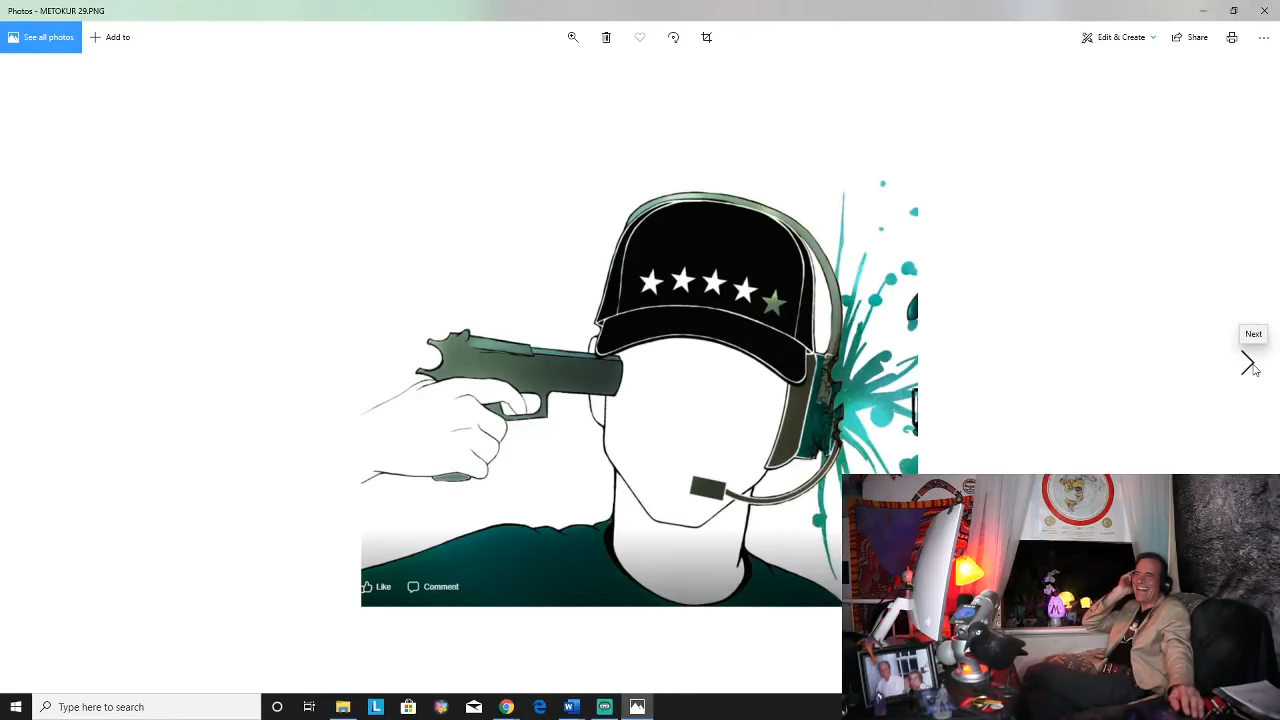 Photos - METOKUR 29.PNG
See all photos
Add to
Edit & Create
Share
Next
Like
Comment
Type here to search